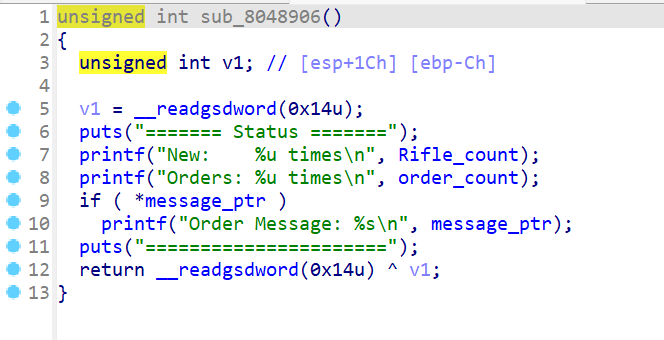 1 unsigned int sub_8048906()
2 {
3   unsigned int v1; // [esp+1Ch] [ebp-Ch]
4
5   v1 = __readgsdword(0x14u);
6   puts("======= Status =======");
7   printf("New:    %u times\n", Rifle_count);
8   printf("Orders: %u times\n", order_count);
9   if ( *message_ptr )
10     printf("Order Message: %s\n", message_ptr);
11   puts("======================");
12   return __readgsdword(0x14u) ^ v1;
13 }